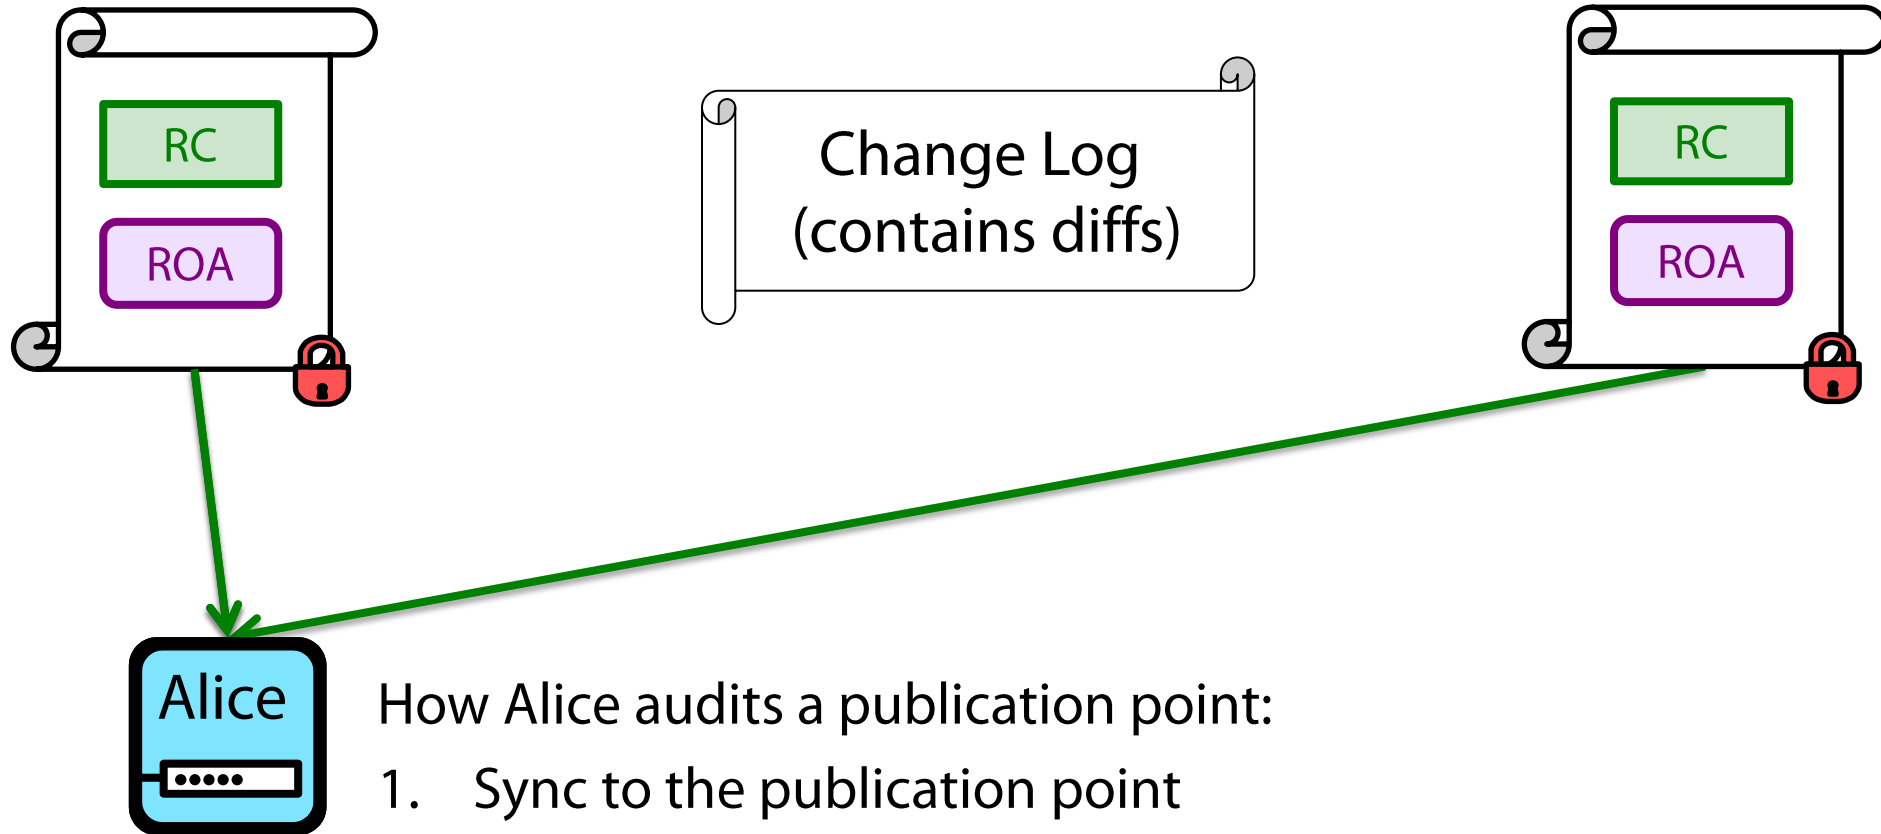 RC
ROA
Change Log
(contains diffs)
RC
ROA
Alice
How Alice audits a publication point:
1. Sync to the publication point